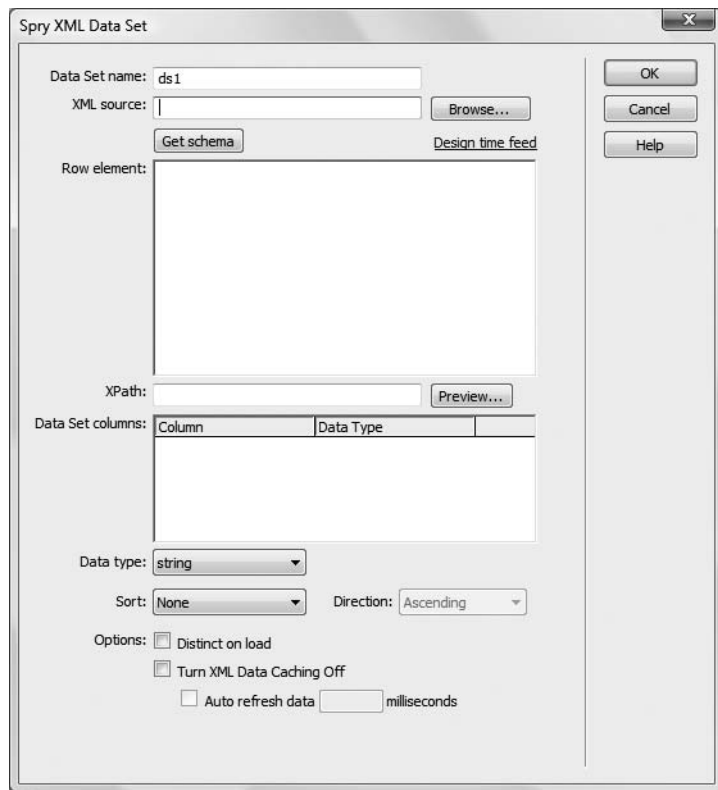 Spry XML Data Set
Data Set name: ds1
OK
XML source:
Browse...
Cancel
Get schema
Design time feed
Help
Row element:
XPath:
Preview...
Data Set columns:
Column Data Type
Data type: string
Sort: None Direction: Ascending
Options: Distinct on load
Turn XML Data Caching Off
Auto refresh data milliseconds